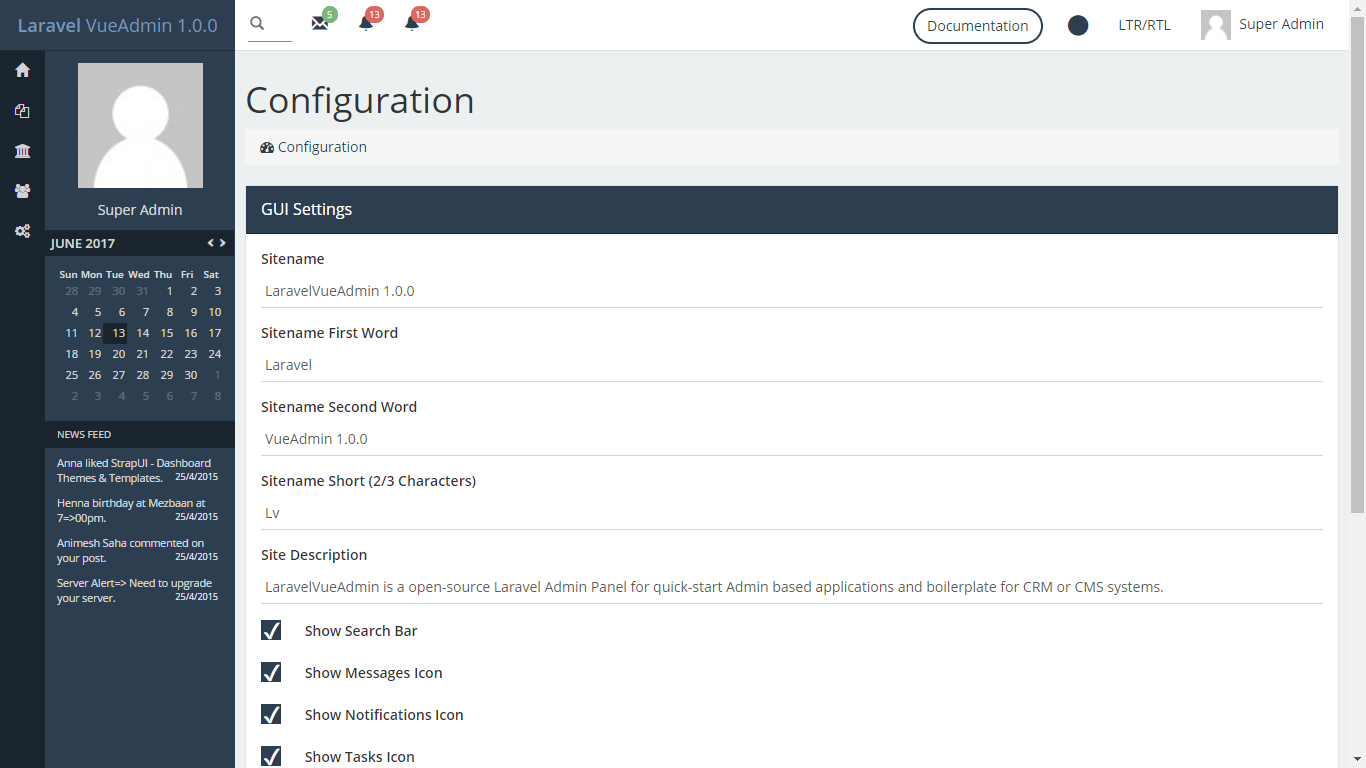 Laravel VueAdmin 1.0.0
5
13
13
Documentation
LTR/RTL
Super Admin
Super Admin
JUNE 2017
Sun Mon Tue Wed Thu Fri Sat
28 29 30 31 1 2 3
4 5 6 7 8 9 10
11 12 13 14 15 16 17
18 19 20 21 22 23 24
25 26 27 28 29 30 1
2 3 4 5 6 7 8
NEWS FEED
Anna liked StrapUI - Dashboard
Themes & Templates. 25/4/2015
Henna birthday at Mezbaan at
7=>00pm. 25/4/2015
Animesh Saha commented on
your post. 25/4/2015
Server Alert=> Need to upgrade
your server. 25/4/2015
Configuration
Configuration
GUI Settings
Sitename
LaravelVueAdmin 1.0.0
Sitename First Word
Laravel
Sitename Second Word
VueAdmin 1.0.0
Sitename Short (2/3 Characters)
Lv
Site Description
LaravelVueAdmin is a open-source Laravel Admin Panel for quick-start Admin based applications and boilerplate for CRM or CMS systems.
Show Search Bar
Show Messages Icon
Show Notifications Icon
Show Tasks Icon